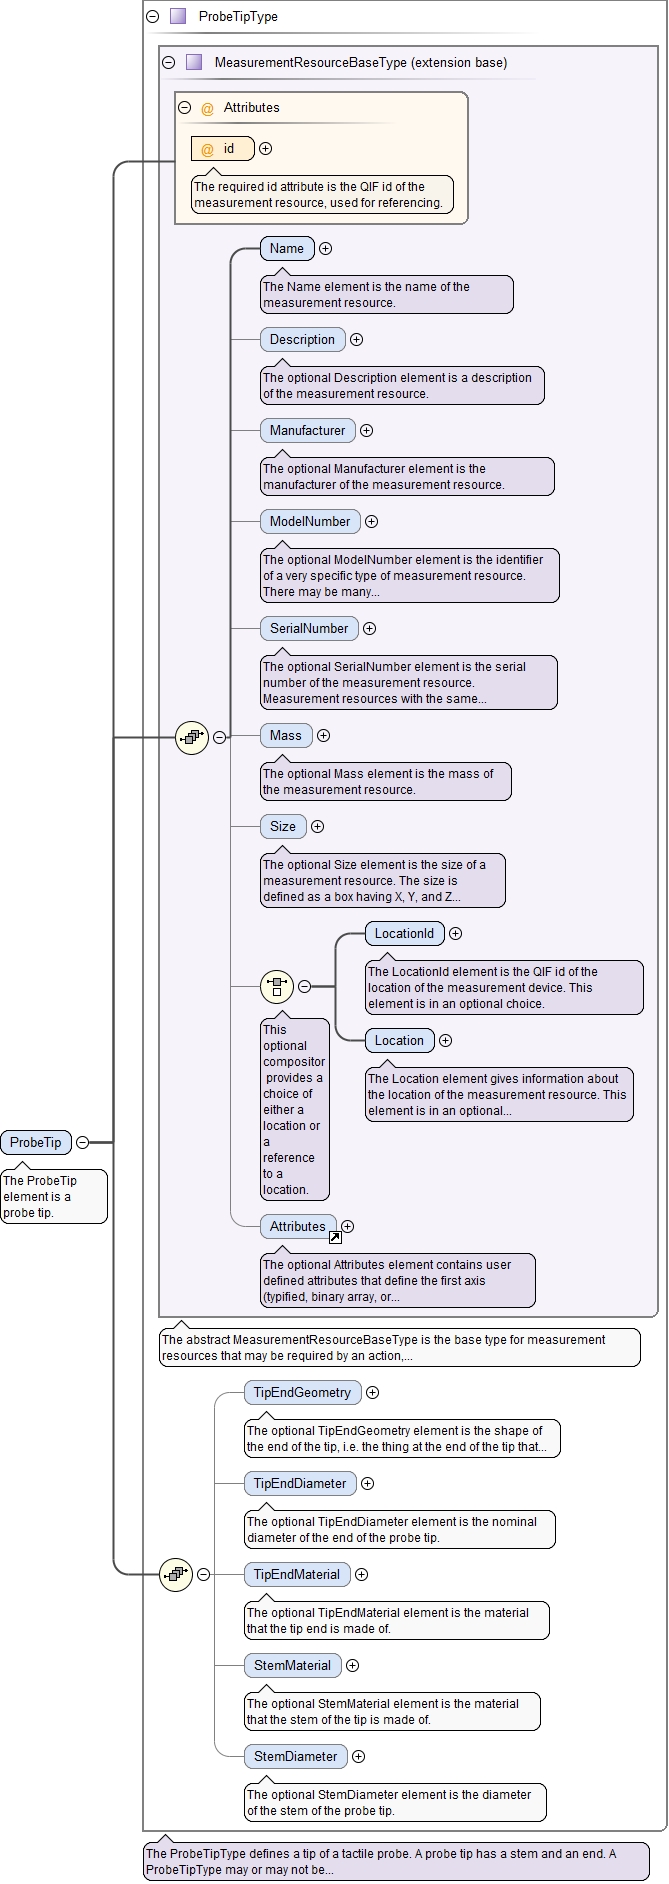 ProbeTipType
MeasurementResourceBaseType (extension base)
@ Attributes
@ id
The required id attribute is the QIF id of the
measurement resource, used for referencing.
Name
The Name element is the name of the
measurement resource.
Description
The optional Description element is a description
of the measurement resource.
Manufacturer
The optional Manufacturer element is the
manufacturer of the measurement resource.
ModelNumber
The optional ModelNumber element is the identifier
of a very specific type of measurement resource.
There may be many...
SerialNumber
The optional SerialNumber element is the serial
number of the measurement resource.
Measurement resources with the same...
Mass
The optional Mass element is the mass of
the measurement resource.
Size
The optional Size element is the size of a
measurement resource. The size is
defined as a box having X, Y, and Z...
LocationId
The LocationId element is the QIF id of the
location of the measurement device. This
element is in an optional choice.
Location
The Location element gives information about
the location of the measurement resource. This
element is in an optional...
This
optional
compositor
provides a
choice of
either a
location or
a
reference
to a
location.
ProbeTip
The ProbeTip
element is a
probe tip.
Attributes
The optional Attributes element contains user
defined attributes that define the first axis
(typified, binary array, or...
The abstract MeasurementResourceBaseType is the base type for measurement
resources that may be required by an action,...
TipEndGeometry
The optional TipEndGeometry element is the shape of
the end of the tip, i.e. the thing at the end of the tip that...
TipEndDiameter
The optional TipEndDiameter element is the nominal
diameter of the end of the probe tip.
TipEndMaterial
The optional TipEndMaterial element is the material
that the tip end is made of.
StemMaterial
The optional StemMaterial element is the material
that the stem of the tip is made of.
StemDiameter
The optional StemDiameter element is the diameter
of the stem of the probe tip.
The ProbeTipType defines a tip of a tactile probe. A probe tip has a stem and an end. A
ProbeTipType may or may not be...